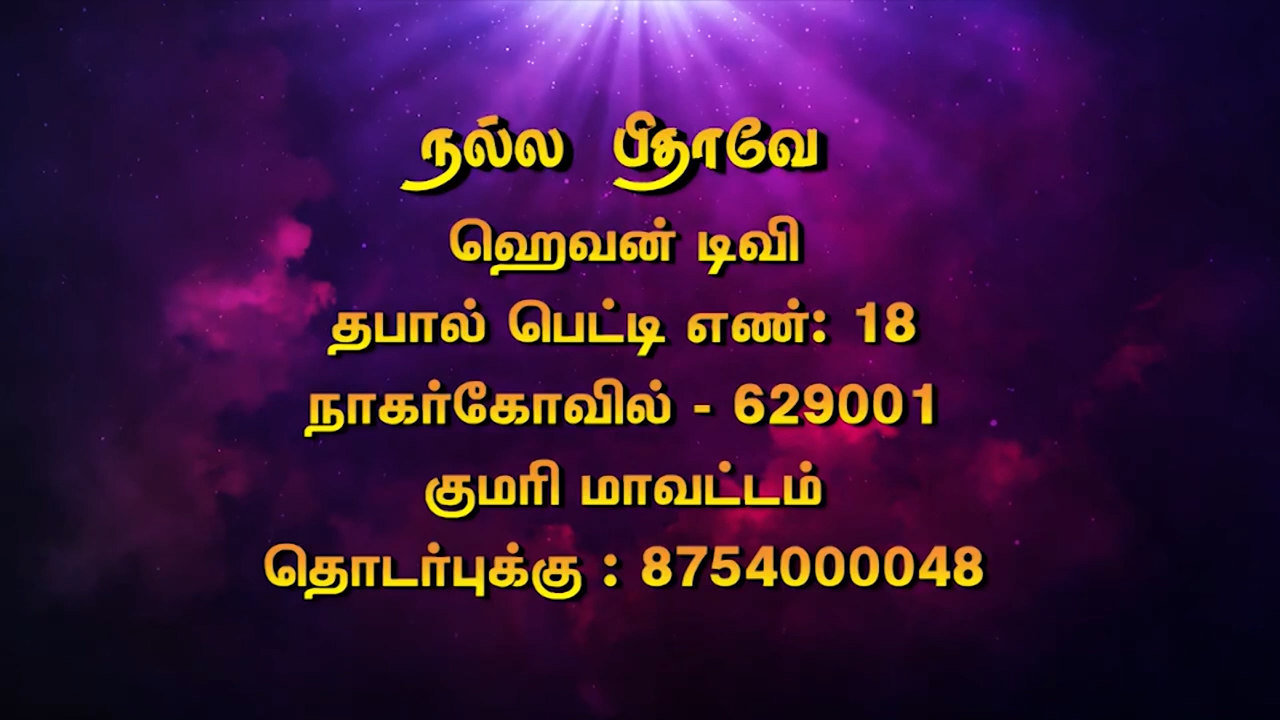 நல்ல பிதாவே
ஹெவன் டிவி
தபால் பெட்டி எண்: 18
நாகர்கோவில் - 629001
குமரி மாவட்டம்
தொடர்புக்கு : 8754000048